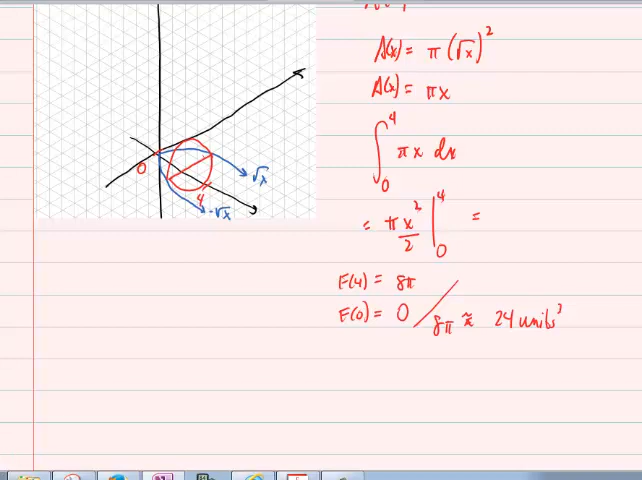 A(x) = π(√x)²
A(x) = πx
∫₀⁴ πx dx
= πx²/2 |₀⁴ =
F(4) = 8π
F(0) = 0 / 8π ≈ 24 units³
0
4
√x
-√x